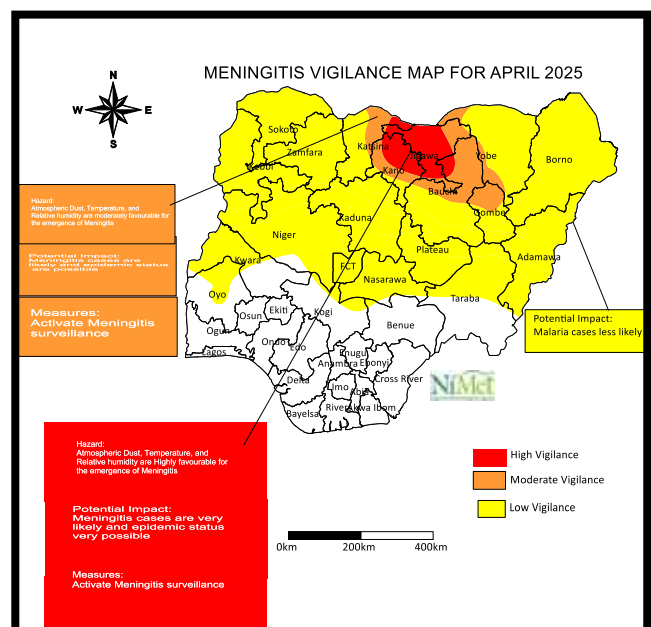 MENINGITIS VIGILANCE MAP FOR APRIL 2025
N
W
E
S
Sokoto
Zamfara
Kebbi
Katsina
Jigawa
Kano
Yobe
Borno
Bauchi
Gombe
Kaduna
Niger
Plateau
Adamawa
Kwara
FCT
Nasarawa
Taraba
Oyo
Kogi
Benue
Ekiti
Osun
Ogun
Ondo
Edo
Lagos
Enugu
Anambra
Ebonyi
Delta
Imo
Abia
Cross River
Bayelsa
Rivers
Akwa Ibom
Hazard:
Atmospheric Dust, Temperature, and
Relative humidity are moderately favourable for
the emergence of Meningitis
Potential Impact:
Meningitis cases are
likely and epidemic status
are possible
Measures:
Activate Meningitis
surveillance
Potential Impact:
Malaria cases less likely
NiMet
Hazard:
Atmospheric Dust, Temperature, and
Relative humidity are Highly favourable for
the emergence of Meningitis
Potential Impact:
Meningitis cases are very
likely and epidemic status
very possible
Measures:
Activate Meningitis surveillance
High Vigilance
Moderate Vigilance
Low Vigilance
0km 200km 400km